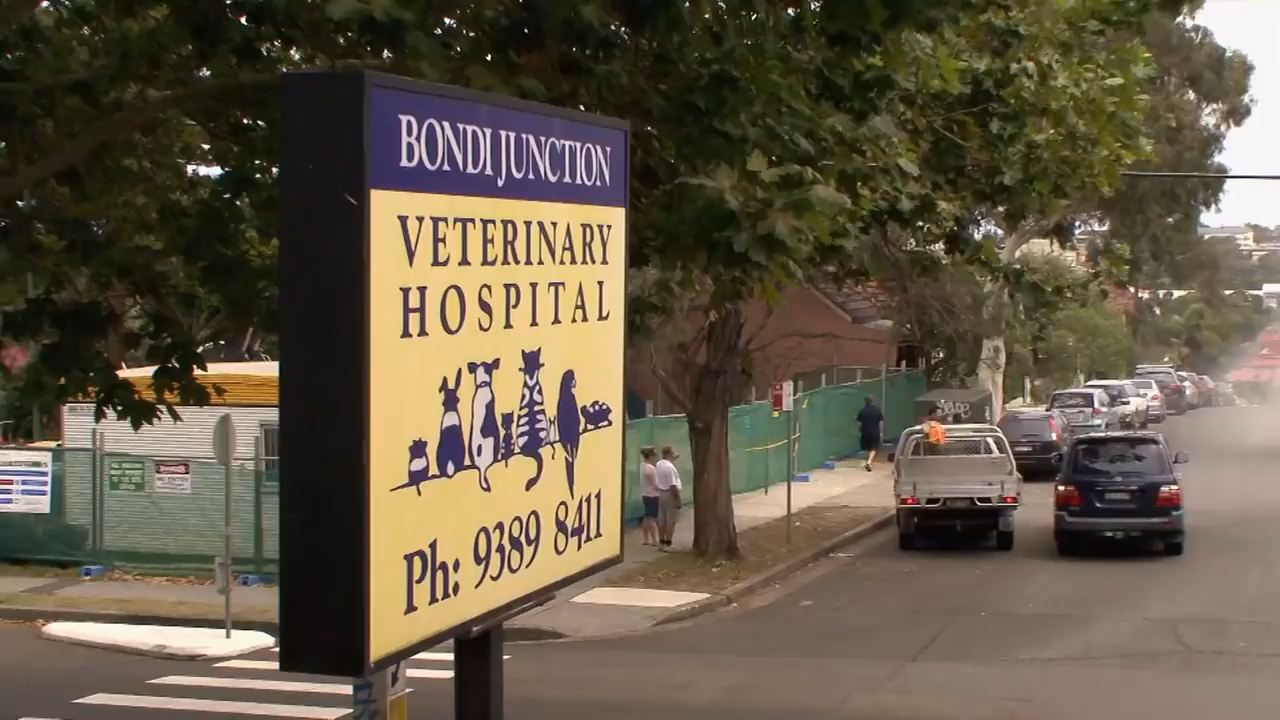 BONDI JUNCTION
VETERINARY
HOSPITAL
Ph: 9389 8411